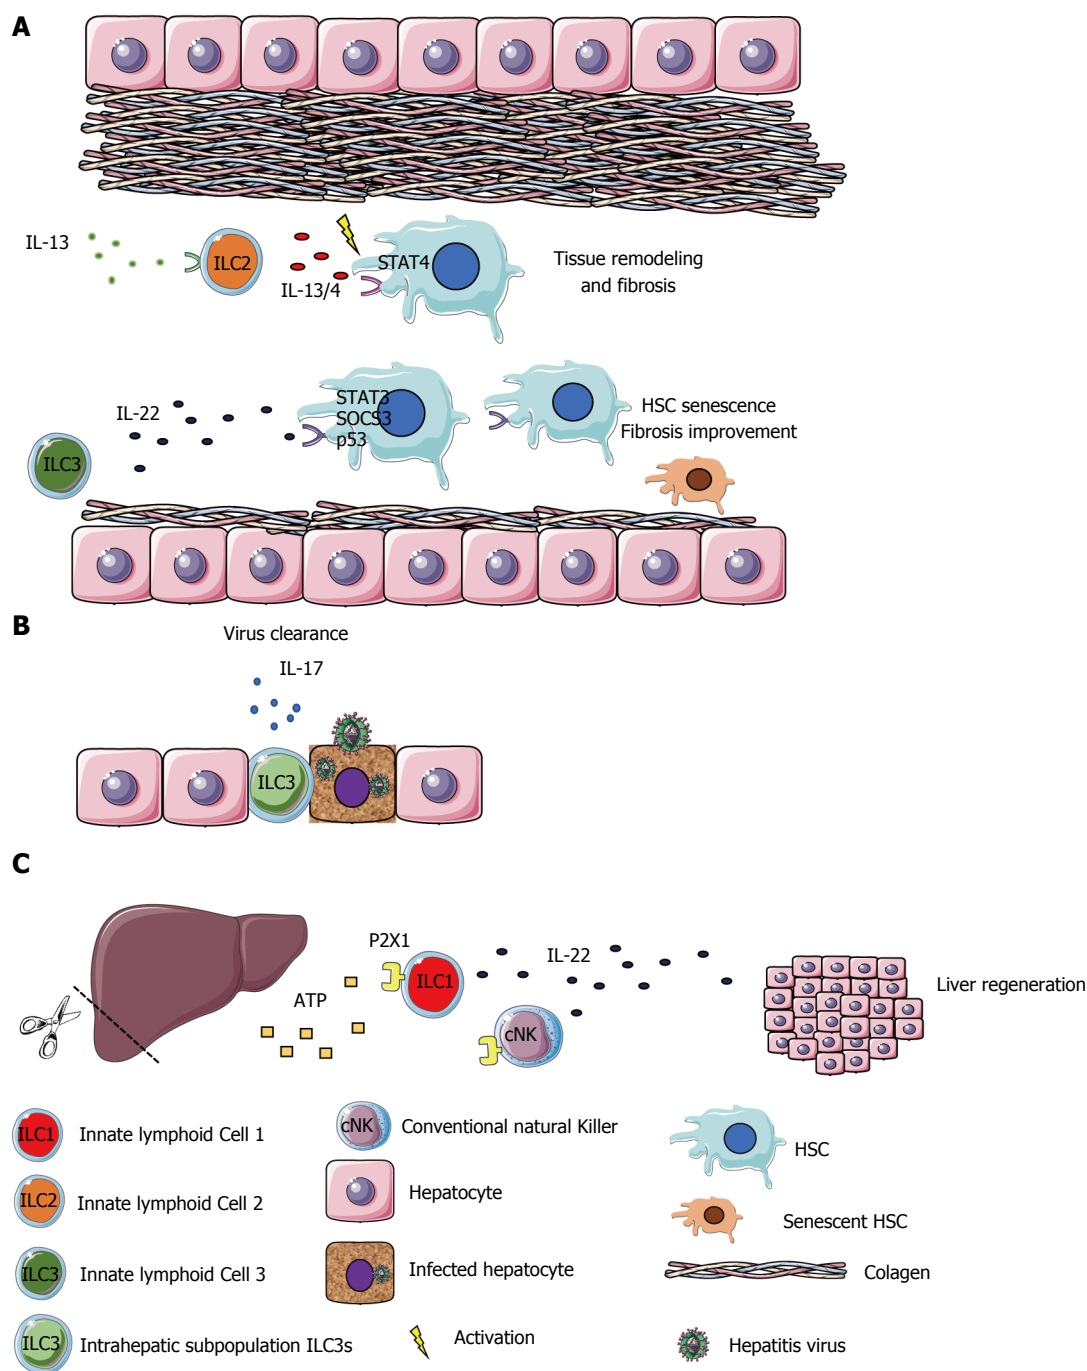 A
IL-13
ILC2
IL-13/4
STAT4
Tissue remodeling
and fibrosis
IL-22
ILC3
STAT3
SOCS3
p53
HSC senescence
Fibrosis improvement
B
Virus clearance
IL-17
ILC3
C
P2X1
ILC1
IL-22
ATP
cNK
Liver regeneration
ILC1
Innate lymphoid Cell 1
cNK
Conventional natural Killer
HSC
ILC2
Innate lymphoid Cell 2
Hepatocyte
Senescent HSC
ILC3
Innate lymphoid Cell 3
Infected hepatocyte
Colagen
ILC3
Intrahepatic subpopulation ILC3s
Activation
Hepatitis virus